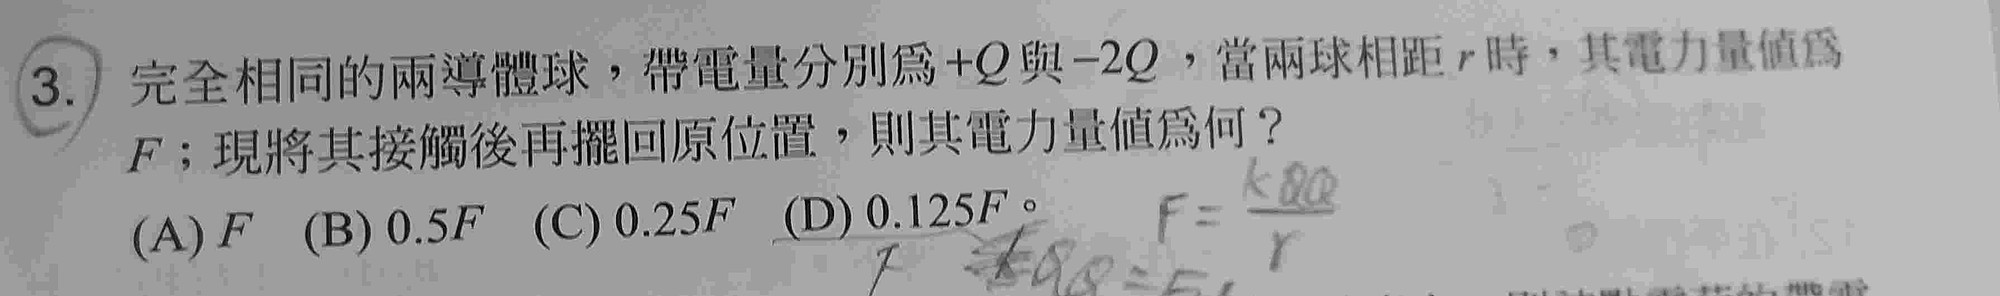 3. 完全相同的兩導體球，帶電量分別為+Q與−2Q，當兩球相距r時，其電力量值為
F；現將其接觸後再擺回原位置，則其電力量值為何？
(A) F (B) 0.5F (C) 0.25F (D) 0.125F。
F = kQQ / r